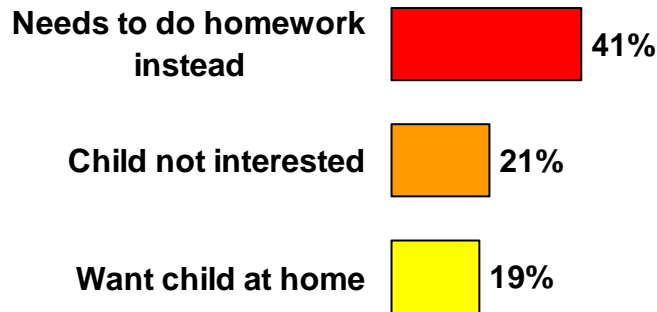 Needs to do homework
instead
41%
Child not interested
21%
Want child at home
19%